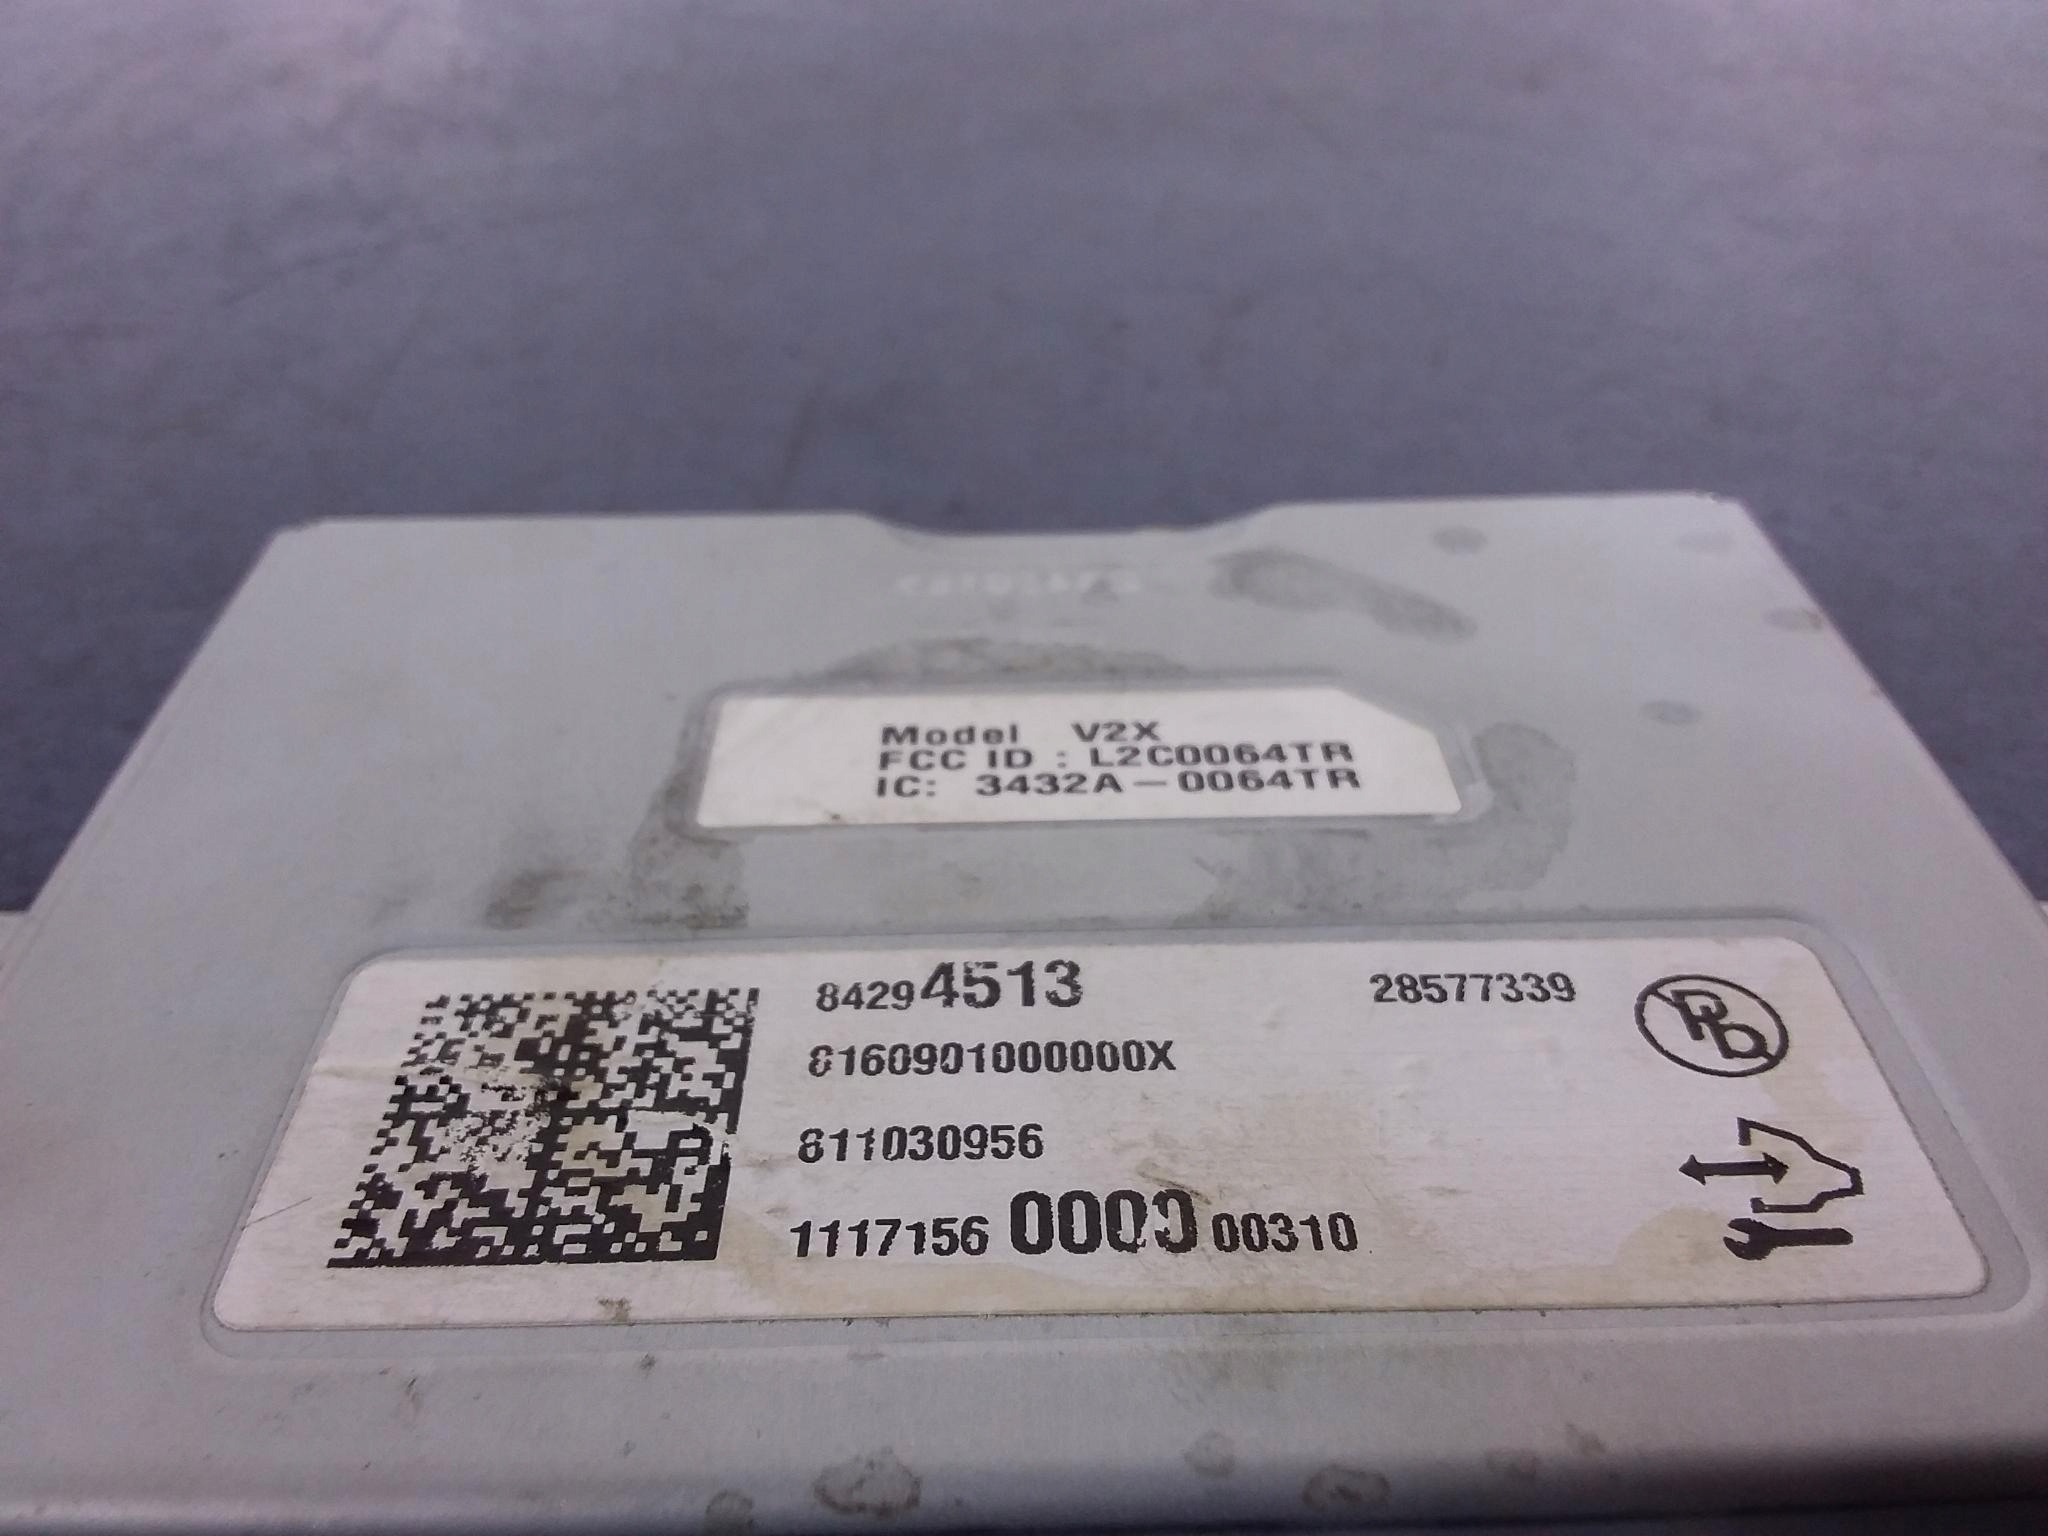 Model V2X
FCC ID : L2C0064TR
IC: 3432A-0064TR
84294513 28577339
8160901000000X
811030956
1117156 0000 00310